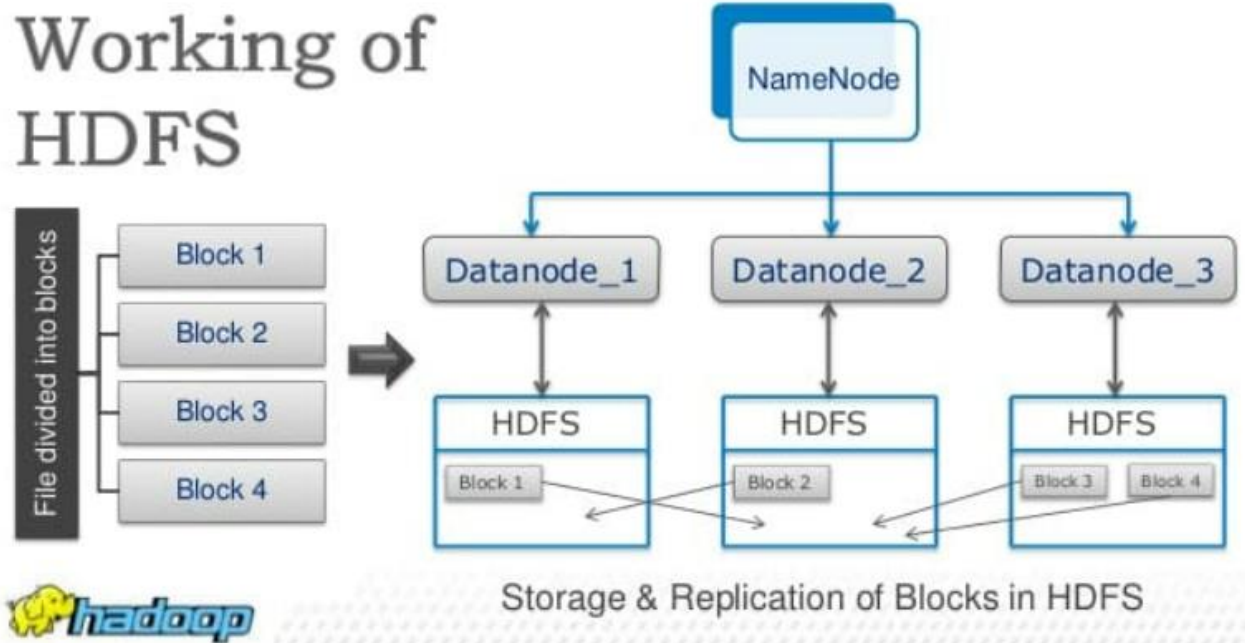 Working of
HDFS
NameNode
File divided into blocks
Block 1
Block 2
Block 3
Block 4
Datanode_1
Datanode_2
Datanode_3
HDFS
HDFS
HDFS
Block 1
Block 2
Block 3
Block 4
hadoop
Storage & Replication of Blocks in HDFS